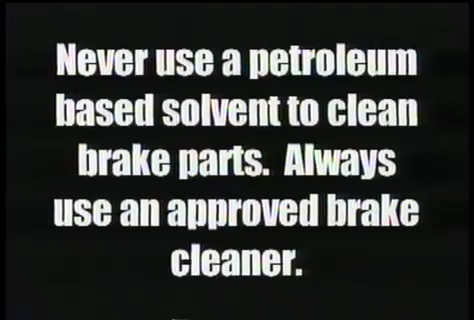 Never use a petroleum
based solvent to clean
brake parts.  Always
use an approved brake
cleaner.